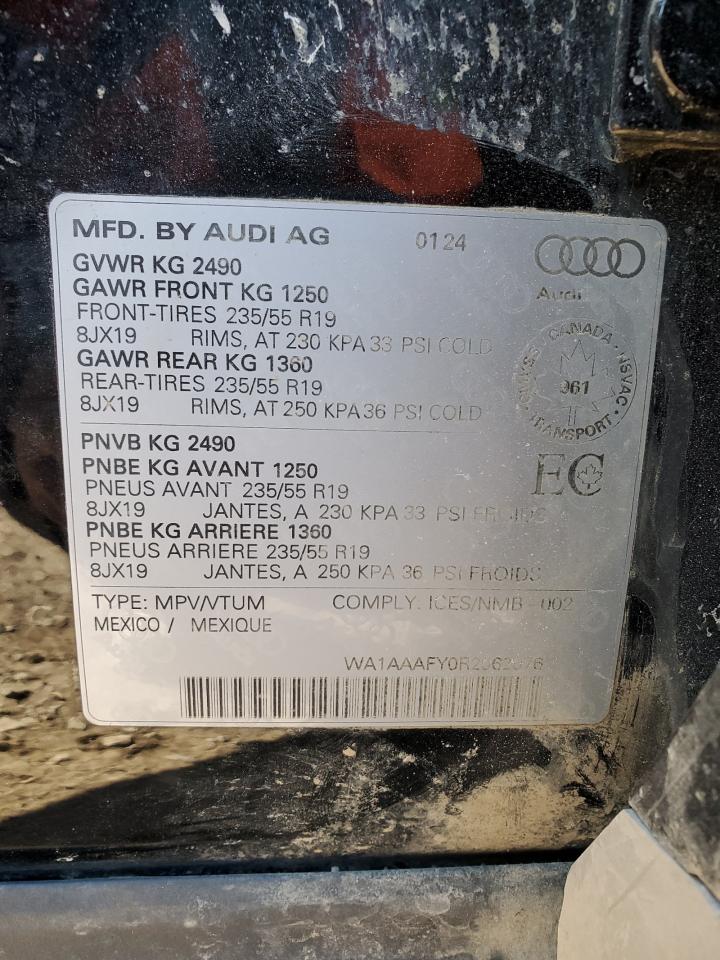 MFD. BY AUDI AG 0124
Audi
GVWR KG 2490
GAWR FRONT KG 1250
FRONT-TIRES 235/55 R19
8JX19 RIMS, AT 230 KPA 33 PSI COLD
GAWR REAR KG 1360
REAR-TIRES 235/55 R19
8JX19 RIMS, AT 250 KPA 36 PSI COLD
CANADA
961
TRANSPORT
PNVB KG 2490
PNBE KG AVANT 1250
PNEUS AVANT 235/55 R19
8JX19 JANTES, A 230 KPA 33 PSI FROIDS
PNBE KG ARRIERE 1360
PNEUS ARRIERE 235/55 R19
8JX19 JANTES, A 250 KPA 36 PSI FROIDS
EC
TYPE: MPV/VTUM COMPLY. ICES/NMB-002
MEXICO / MEXIQUE